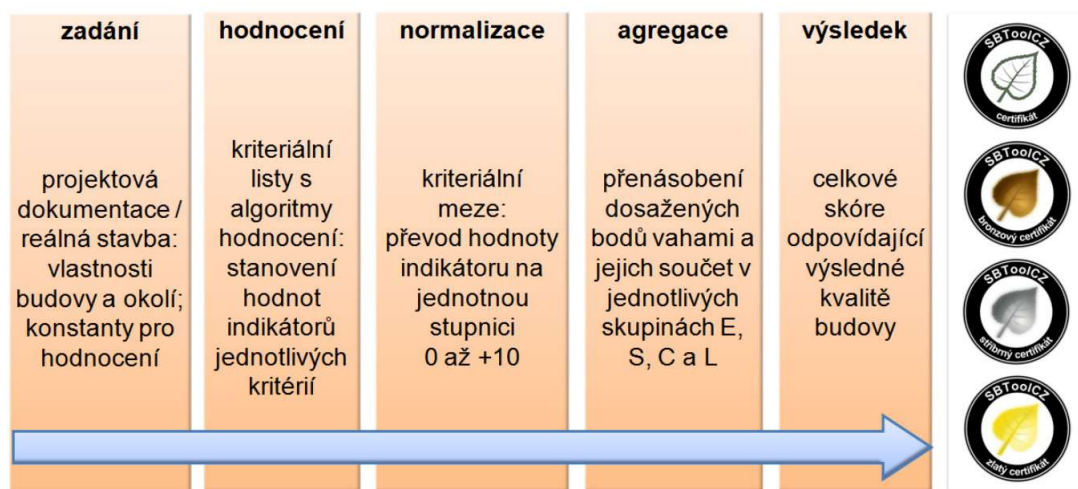 zadání
projektová
dokumentace /
reálná stavba:
vlastnosti
budovy a okolí;
konstanty pro
hodnocení
hodnocení
kriteriální
listy s
algoritmy
hodnocení:
stanovení
hodnot
indikátorů
jednotlivých
kritérií
normalizace
kriteriální
meze:
převod hodnoty
indikátoru na
jednotnou
stupnici
0 až +10
agregace
přenásobení
dosažených
bodů vahami a
jejich součet v
jednotlivých
skupinách E,
S, C a L
výsledek
celkové
skóre
odpovídající
výsledné
kvalitě
budovy
SBToolCZ
certifikát
SBToolCZ
bronzový certifikát
SBToolCZ
stříbrný certifikát
SBToolCZ
zlatý certifikát